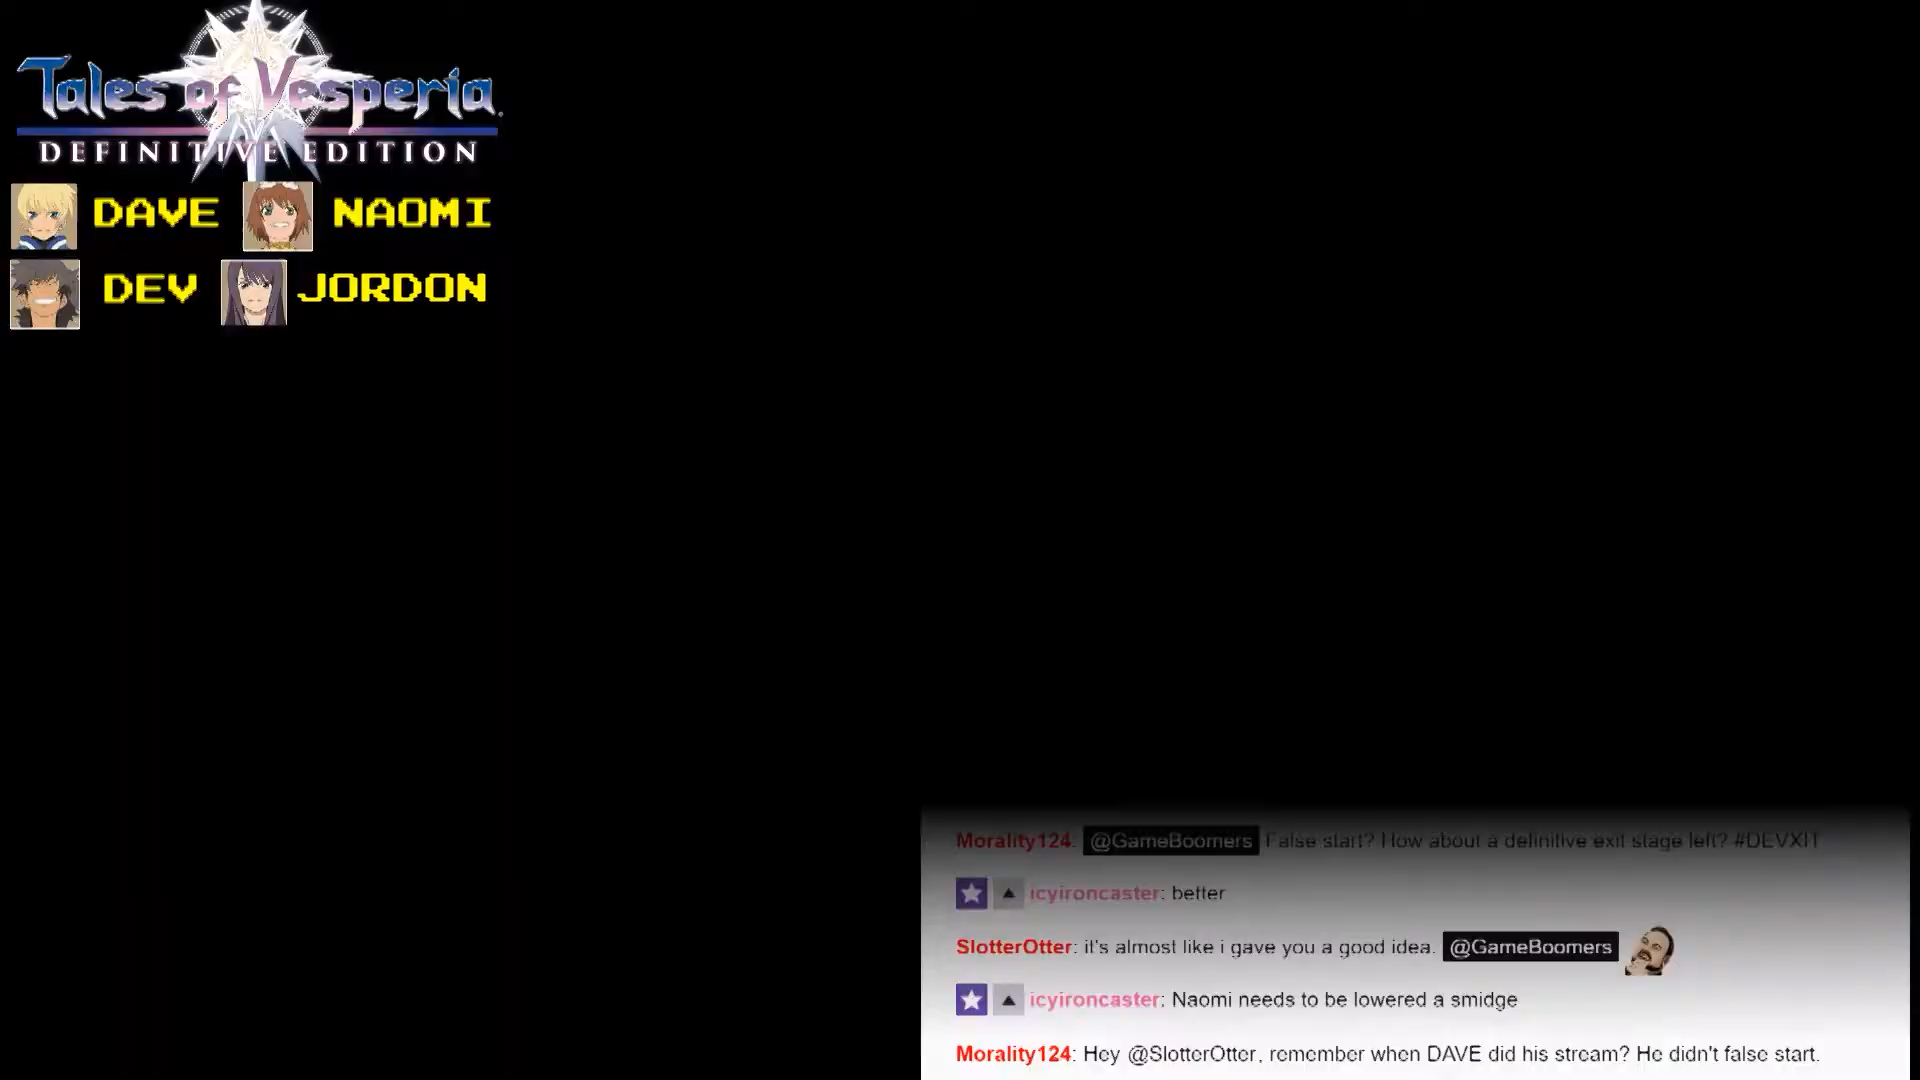 Tales of Vesperia
DEFINITIVE EDITION
DAVE NAOMI
DEV JORDON
Morality124: @GameBoomers False start? How about a definitive exit stage left? #DEVXIT
icyironcaster: better
SlotterOtter: it's almost like i gave you a good idea. @GameBoomers
icyironcaster: Naomi needs to be lowered a smidge
Morality124: Hey @SlotterOtter, remember when DAVE did his stream? He didn't false start.